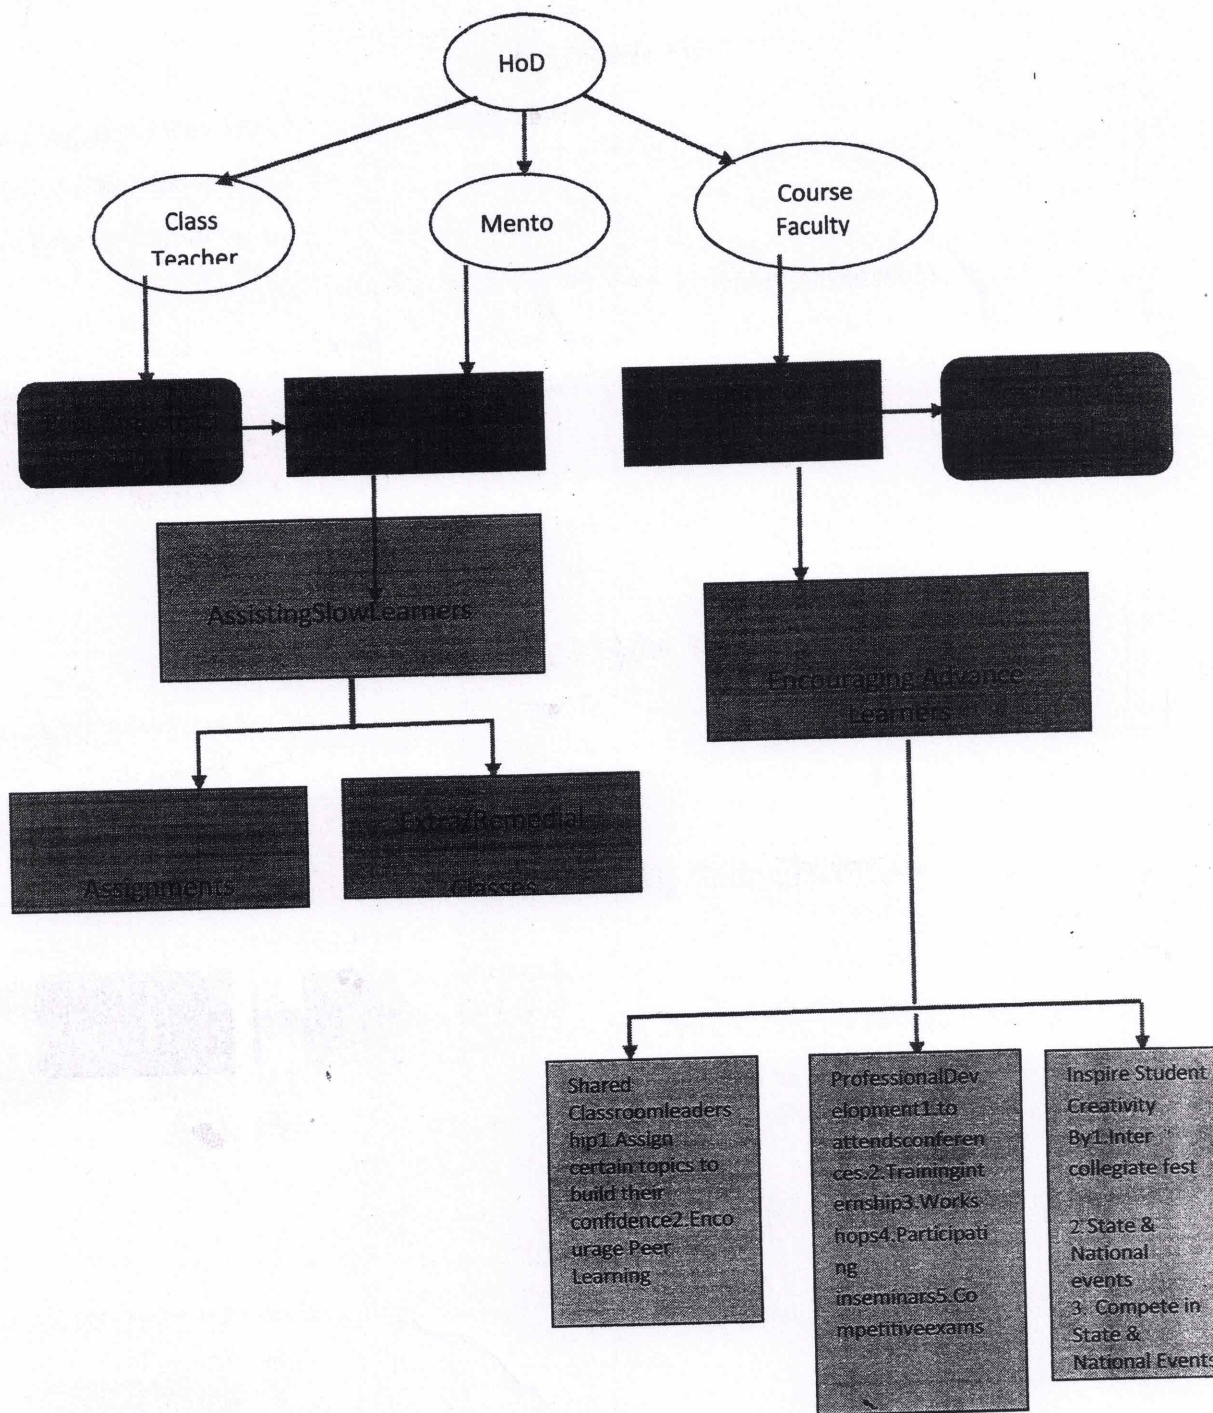 HoD
Class
Teacher
Mento
Course
Faculty
AssistingSlowLearners
Encouraging Advance
Learners
Assignments
Extra/Remedial
Classes
Shared
Classroomleaders
hip1.Assign
certain topics to
build their
confidence2.Enco
urage Peer
Learning
ProfessionalDev
elopment1.to
attendsconferen
ces.2.Trainingint
ernship3.Works
hops4.Participati
ng
inseminars5.Co
mpetitiveexams
Inspire Student
Creativity
By1.Inter
collegiate fest
2.State &
National
events
3. Compete in
State &
National Events